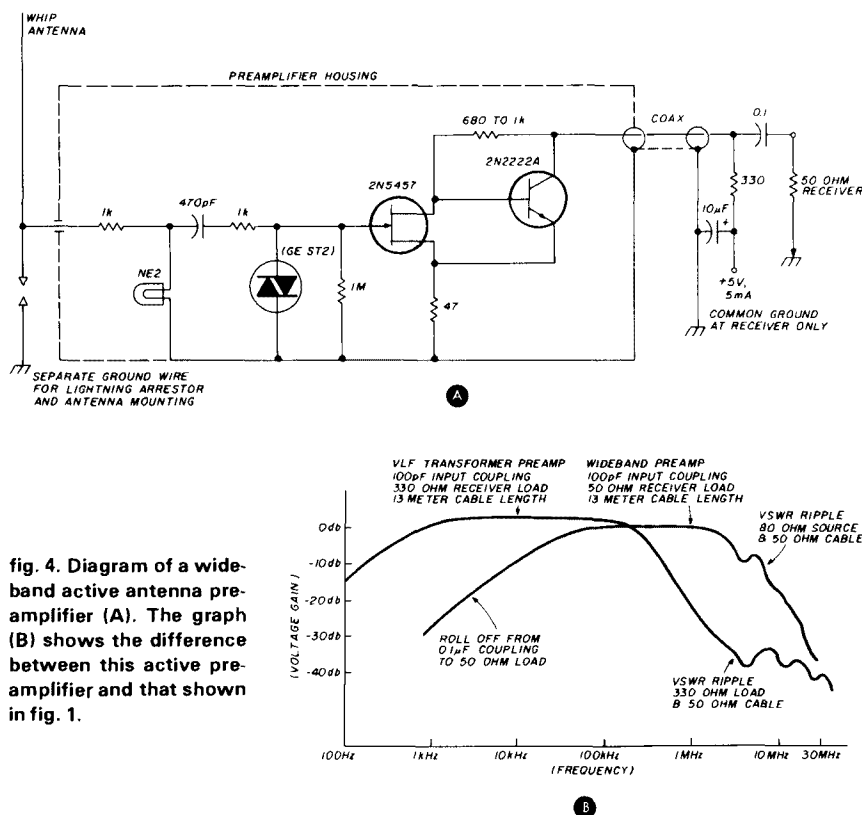 WHIP
ANTENNA
PREAMPLIFIER HOUSING
680 TO 1k
COAX
0.1
2N2222A
470pF
2N5457
330
50 OHM
RECEIVER
1k
1k
10µF
+
(GE ST2)
NE2
1M
47
+5V,
5mA
COMMON GROUND
AT RECEIVER ONLY
SEPARATE GROUND WIRE
FOR LIGHTNING ARRESTOR
AND ANTENNA MOUNTING
A
fig. 4. Diagram of a wide-
band active antenna pre-
amplifier (A). The graph
(B) shows the difference
between this active pre-
amplifier and that shown
in fig. 1.
VLF TRANSFORMER PREAMP
100pF INPUT COUPLING
330 OHM RECEIVER LOAD
13 METER CABLE LENGTH
WIDEBAND PREAMP
100pF INPUT COUPLING
50 OHM RECEIVER LOAD
13 METER CABLE LENGTH
VSWR RIPPLE
80 OHM SOURCE
& 50 OHM CABLE
0db
-10db
-20db
-30db
-40db
(VOLTAGE GAIN)
ROLL OFF FROM
0.1µF COUPLING
TO 50 OHM LOAD
VSWR RIPPLE
330 OHM LOAD
& 50 OHM CABLE
100Hz
1kHz
10kHz
100kHz
1MHz
10MHz
30MHz
(FREQUENCY)
B